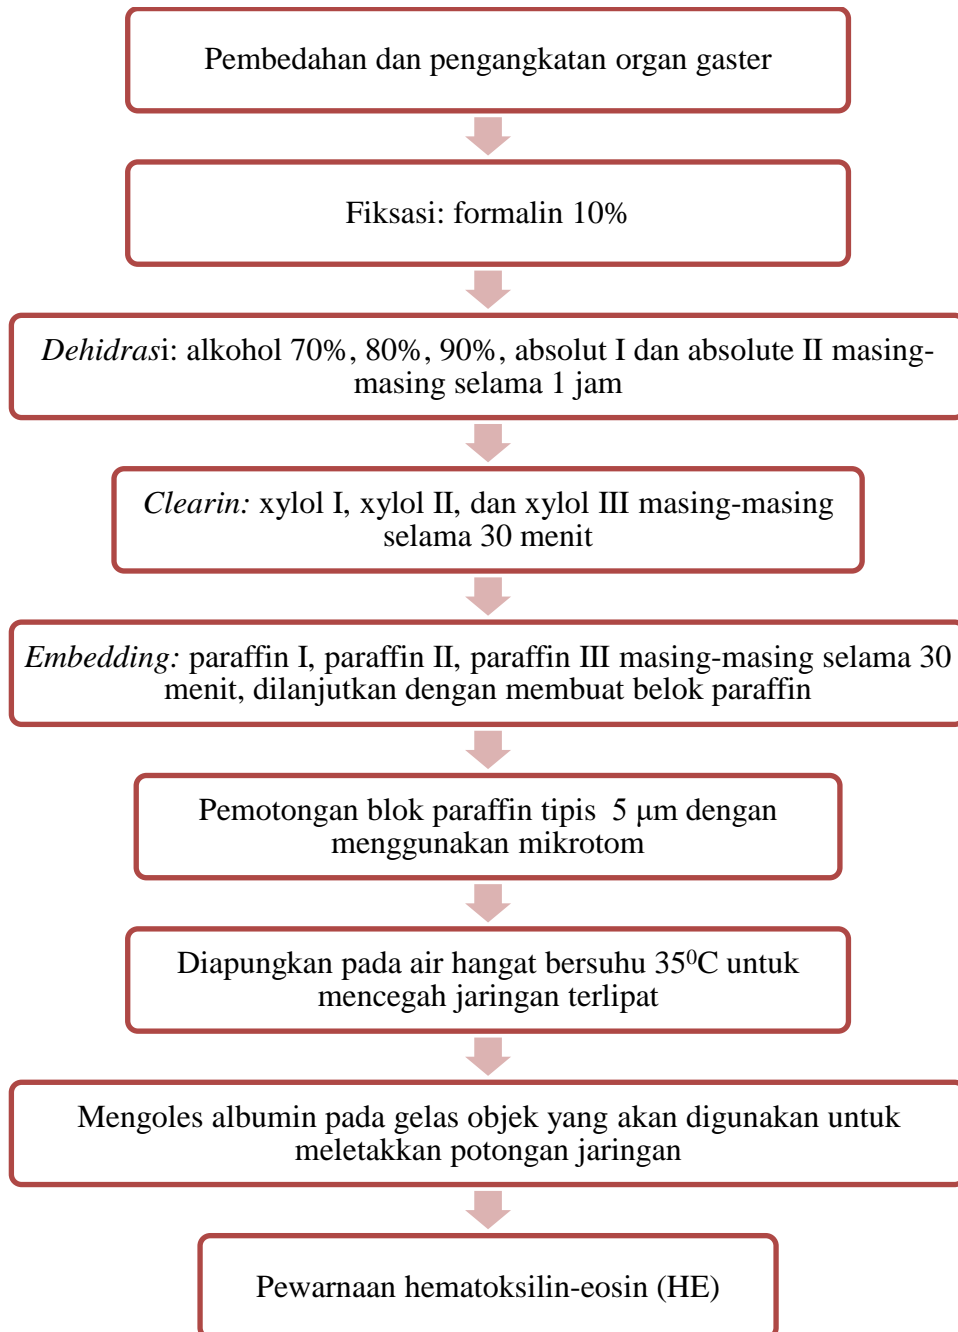 Pembedahan dan pengangkatan organ gaster
Fiksasi: formalin 10%
Dehidrasi: alkohol 70%, 80%, 90%, absolut I dan absolute II masing-
masing selama 1 jam
Clearin: xylol I, xylol II, dan xylol III masing-masing
selama 30 menit
Embedding: paraffin I, paraffin II, paraffin III masing-masing selama 30
menit, dilanjutkan dengan membuat belok paraffin
Pemotongan blok paraffin tipis  5 μm dengan
menggunakan mikrotom
Diapungkan pada air hangat bersuhu 35⁰C untuk
mencegah jaringan terlipat
Mengoles albumin pada gelas objek yang akan digunakan untuk
meletakkan potongan jaringan
Pewarnaan hematoksilin-eosin (HE)